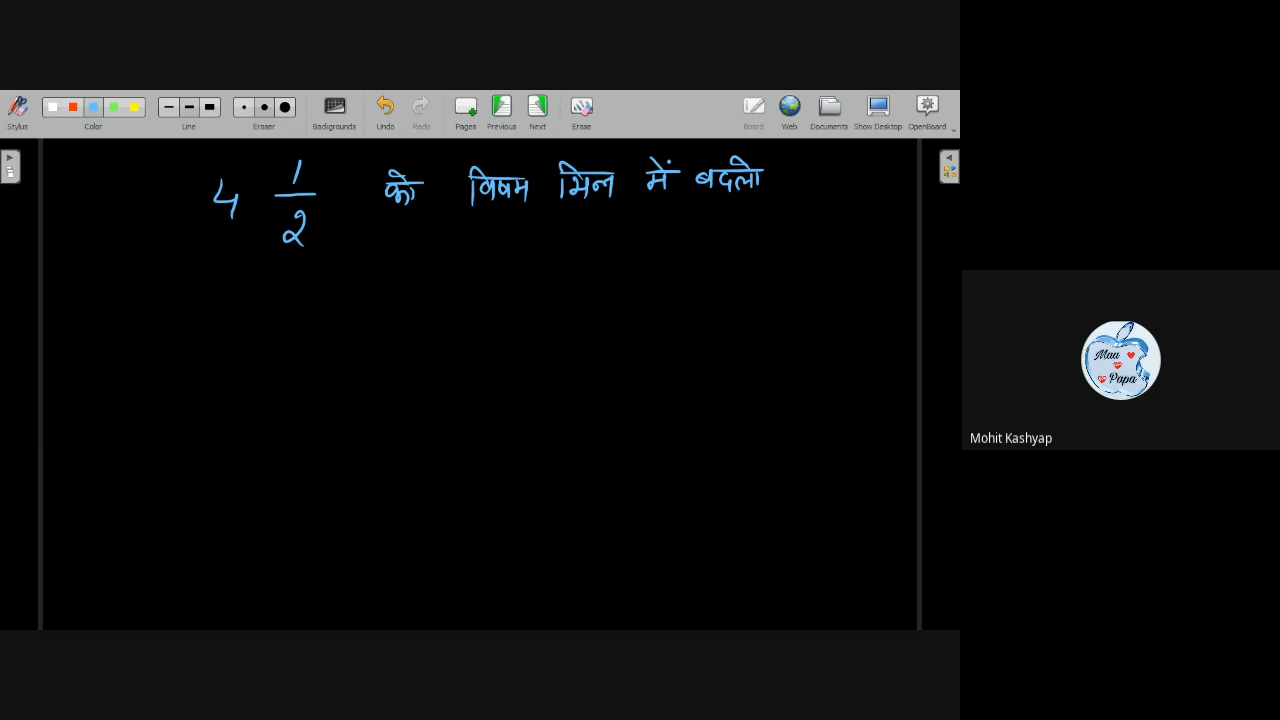 Stylus Color Line Eraser Backgrounds Undo Redo Pages Previous Next Erase Board Web Documents Show Desktop OpenBoard
4 1/2 को विषम भिन्न में बदलो
Maa
Papa
Mohit Kashyap